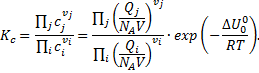 K_c = \frac{\prod_j c_j^{\nu_j}}{\prod_i c_i^{\nu_i}} = \frac{\prod_j \left(\frac{Q_j}{N_A V}\right)^{\nu_j}}{\prod_i \left(\frac{Q_i}{N_A V}\right)^{\nu_i}} \cdot exp\left(-\frac{\Delta U_0^0}{RT}\right).